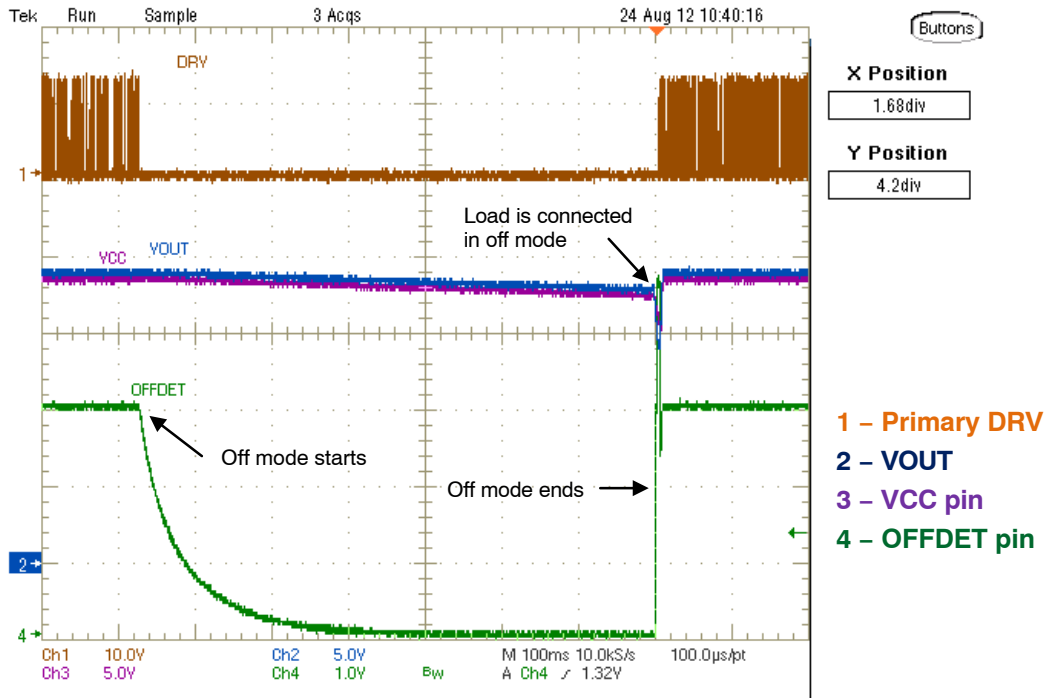 Tek Run Sample 3 Acqs 24 Aug 12 10:40:16
Buttons
X Position
1.68div
Y Position
4.2div
DRV
1
Load is connected
in off mode
VCC VOUT
OFFDET
Off mode starts
Off mode ends
2
4
1 – Primary DRV
2 – VOUT
3 – VCC pin
4 – OFFDET pin
Ch1 10.0V Ch2 5.0V M 100ms 10.0kS/s 100.0µs/pt
Ch3 5.0V Ch4 1.0V BW A Ch4 / 1.32V